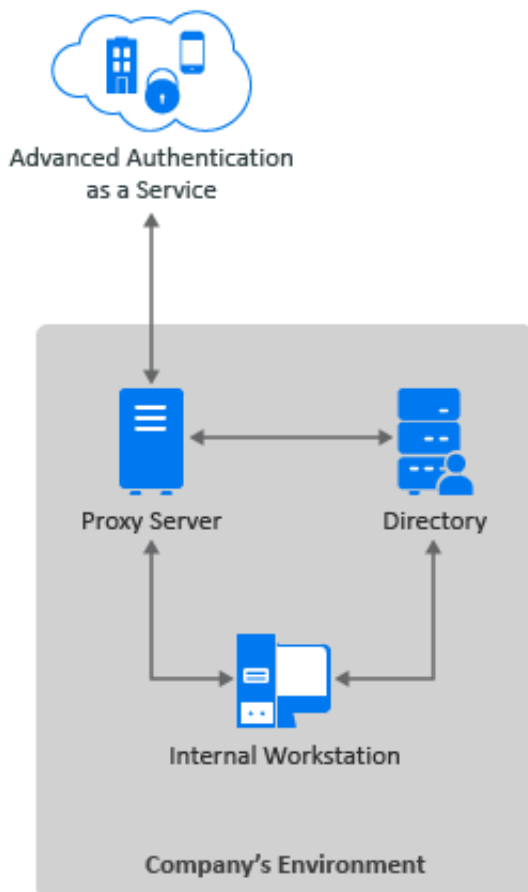 Advanced Authentication
as a Service
Proxy Server
Directory
Internal Workstation
Company's Environment